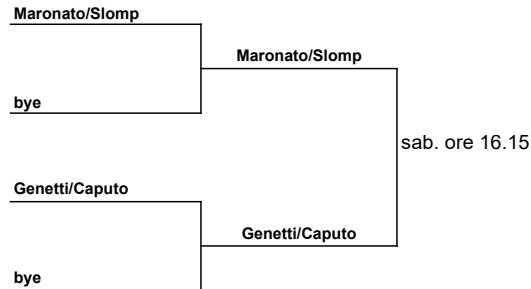 Maronato/Slomp
Maronato/Slomp
bye
sab. ore 16.15
Genetti/Caputo
Genetti/Caputo
bye